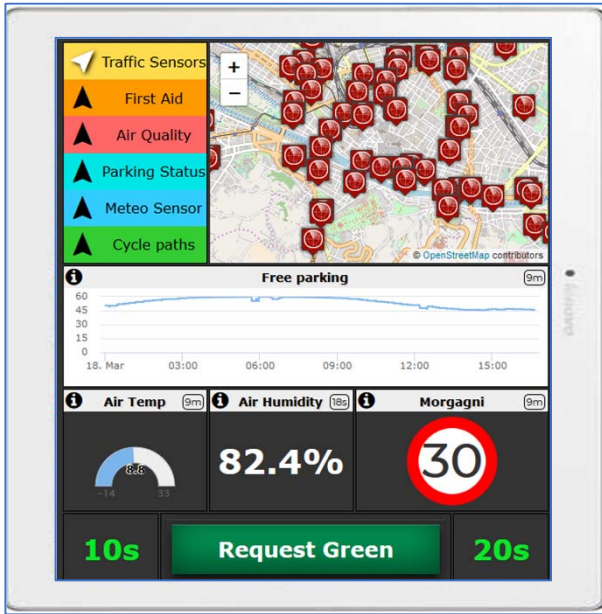 Traffic Sensors
First Aid
Air Quality
Parking Status
Meteo Sensor
Cycle paths
+
−
© OpenStreetMap contributors
Free parking 9m
60
45
30
15
0
18. Mar 03:00 06:00 09:00 12:00 15:00
Air Temp 9m
8.8
-14 33
Air Humidity 18s
82.4%
Morgagni 9m
30
10s Request Green 20s
lenovo